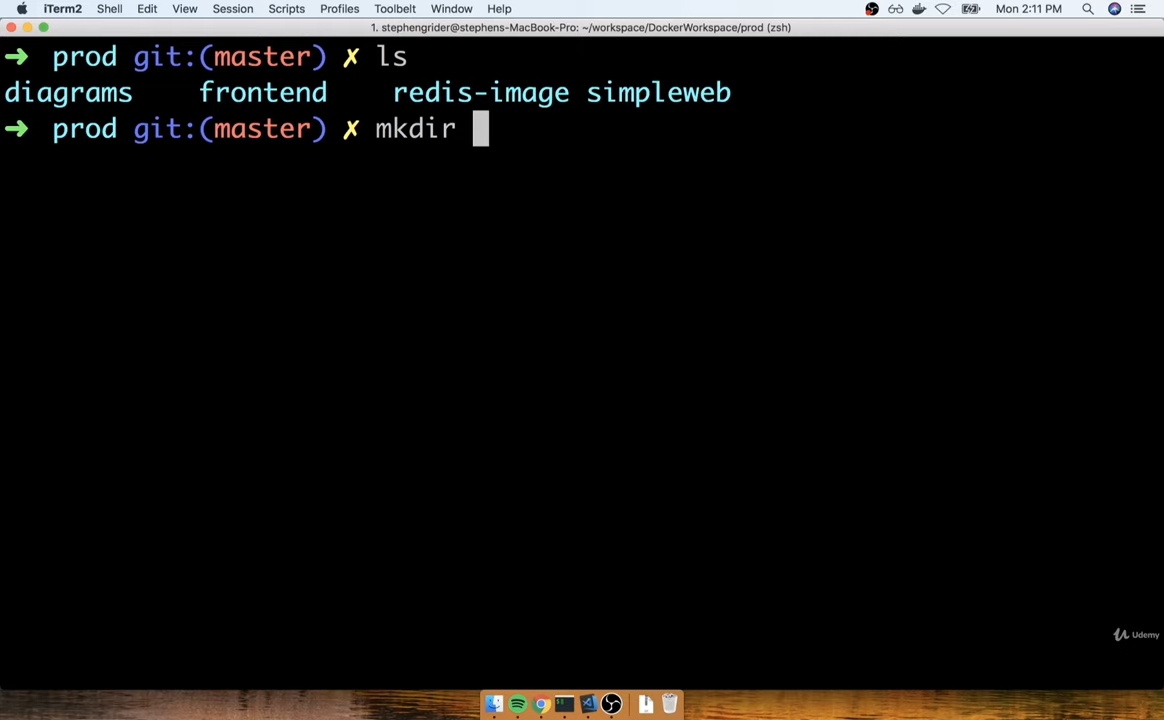 iTerm2 Shell Edit View Session Scripts Profiles Toolbelt Window Help Mon 2:11 PM
1. stephengrider@stephens-MacBook-Pro: ~/workspace/DockerWorkspace/prod (zsh)
➜ prod git:(master) ✗ ls
diagrams frontend redis-image simpleweb
➜ prod git:(master) ✗ mkdir
Udemy